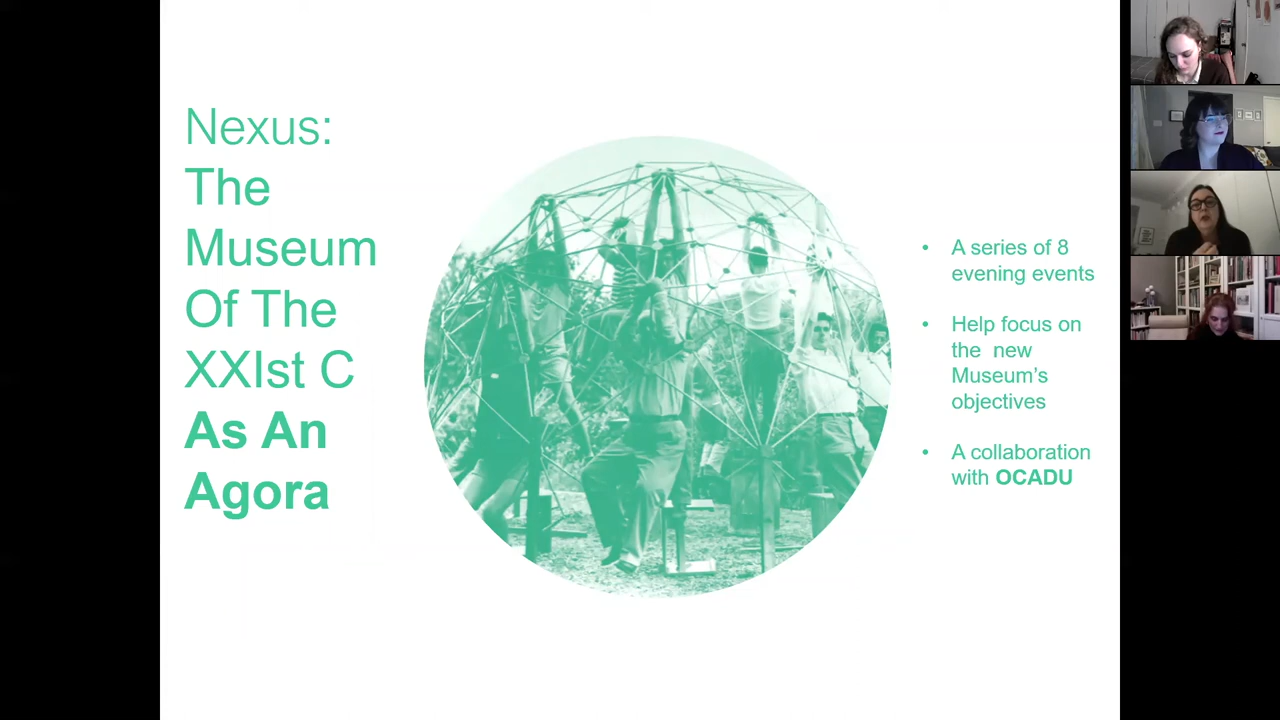 Nexus:
The
Museum
Of The
XXIst C
As An
Agora
• A series of 8
evening events
• Help focus on
the new
Museum's
objectives
• A collaboration
with OCADU